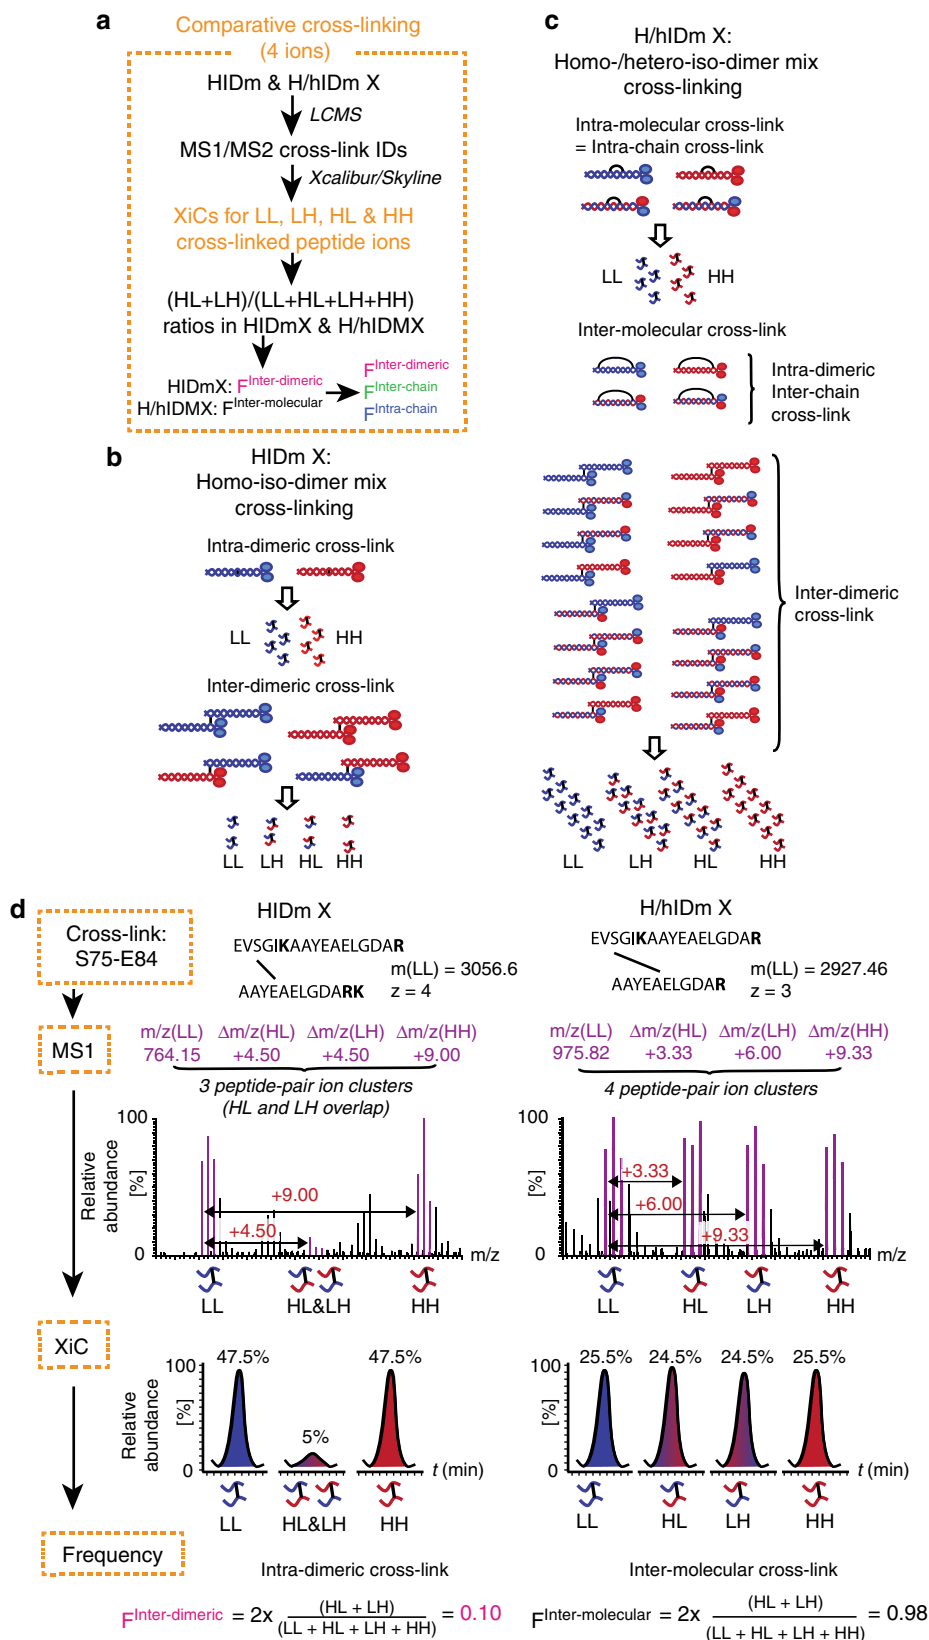 a
Comparative cross-linking
(4 ions)
HIDm & H/hIDm X
LCMS
MS1/MS2 cross-link IDs
Xcalibur/Skyline
XiCs for LL, LH, HL & HH
cross-linked peptide ions
(HL+LH)/(LL+HL+LH+HH)
ratios in HIDmX & H/hIDMX
HIDmX: F^Inter-dimeric
H/hIDMX: F^Inter-molecular
F^Inter-dimeric
F^Inter-chain
F^Intra-chain
b
HIDm X:
Homo-iso-dimer mix
cross-linking
Intra-dimeric cross-link
LL HH
Inter-dimeric cross-link
LL LH HL HH
c
H/hIDm X:
Homo-/hetero-iso-dimer mix
cross-linking
Intra-molecular cross-link
= Intra-chain cross-link
LL HH
Inter-molecular cross-link
Intra-dimeric
Inter-chain
cross-link
Inter-dimeric
cross-link
LL LH HL HH
d
Cross-link:
S75-E84
MS1
XiC
Frequency
HIDm X
EVSGIKAAYEAELGDAR
AAYEAELGDARK
m(LL) = 3056.6
z = 4
m/z(LL) Δm/z(HL) Δm/z(LH) Δm/z(HH)
764.15 +4.50 +4.50 +9.00
3 peptide-pair ion clusters
(HL and LH overlap)
Relative
abundance
[%]
100
0
+9.00
+4.50
m/z
LL HL&LH HH
Relative
abundance
[%]
100
0
47.5% 5% 47.5%
t (min)
LL HL&LH HH
Intra-dimeric cross-link
F^Inter-dimeric = 2x (HL + LH) / (LL + HL + LH + HH) = 0.10
H/hIDm X
EVSGIKAAYEAELGDAR
AAYEAELGDAR
m(LL) = 2927.46
z = 3
m/z(LL) Δm/z(HL) Δm/z(LH) Δm/z(HH)
975.82 +3.33 +6.00 +9.33
4 peptide-pair ion clusters
100
[%]
0
+3.33
+6.00
+9.33
m/z
LL HL LH HH
100
[%]
0
25.5% 24.5% 24.5% 25.5%
t (min)
LL HL LH HH
Inter-molecular cross-link
F^Inter-molecular = 2x (HL + LH) / (LL + HL + LH + HH) = 0.98